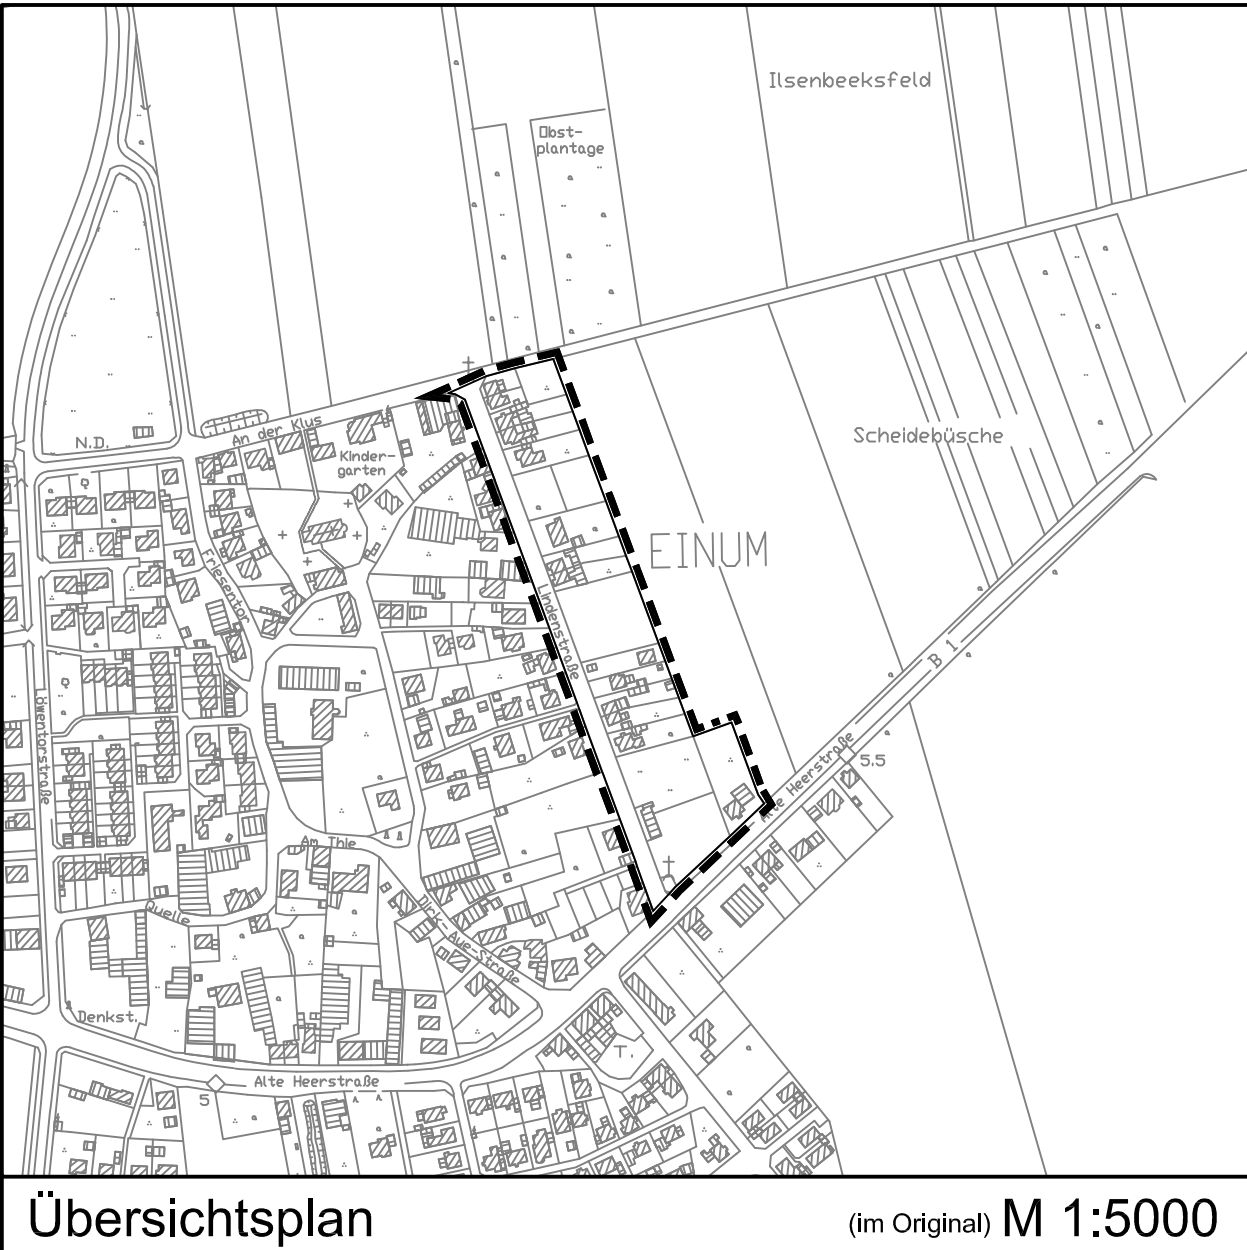 Ilsenbeeksfeld
Obst-
plantage
N.D.
An der Klus
Kinder-
garten
Scheidebüsche
EINUM
Friesentor
Lindenstraße
B 1
Löwentorstraße
Alte Heerstraße
5.5
Am Thie
Quelle
Dirk-Aue-Straße
Denkst.
T.
Alte Heerstraße
5
Übersichtsplan
(im Original) M 1:5000